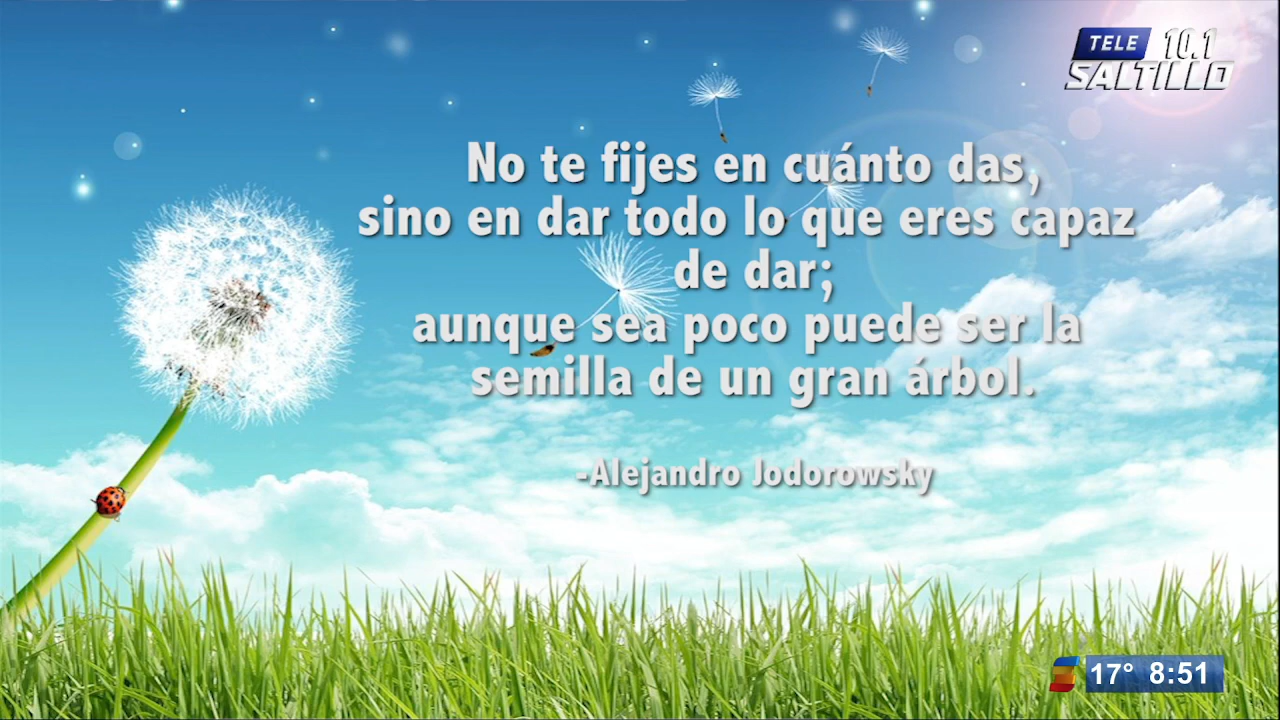 TELE 10.1
SALTILLO
No te fijes en cuánto das,
sino en dar todo lo que eres capaz
de dar;
aunque sea poco puede ser la
semilla de un gran árbol.
-Alejandro Jodorowsky
17° 8:51